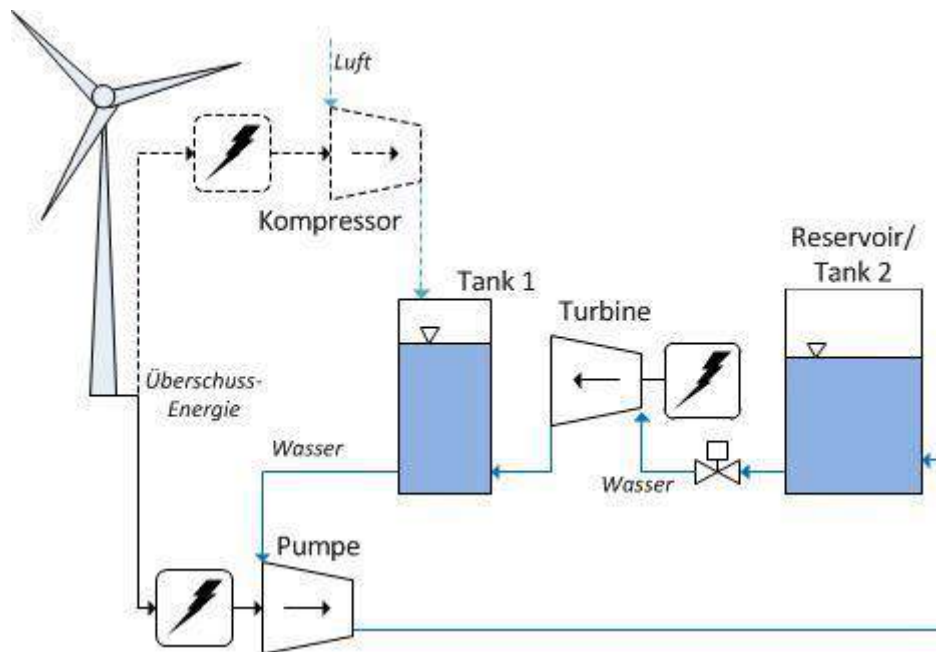 Luft
Kompressor
Reservoir/
Tank 2
Tank 1
Turbine
Überschuss-
Energie
Wasser
Wasser
Pumpe